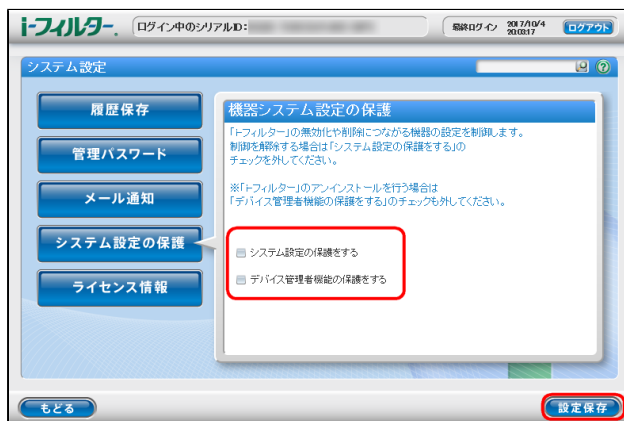 i-フィルター.
ログイン中のシリアルID:
最終ログイン 2017/10/4 20:03:17
ログアウト
システム設定
履歴保存
管理パスワード
メール通知
システム設定の保護
ライセンス情報
機器システム設定の保護
「i-フィルター」の無効化や削除につながる機器の設定を制御します。
制御を解除する場合は「システム設定の保護をする」の
チェックを外してください。
※「i-フィルター」のアンインストールを行う場合は
「デバイス管理者機能の保護をする」のチェックも外してください。
システム設定の保護をする
デバイス管理者機能の保護をする
もどる
設定保存